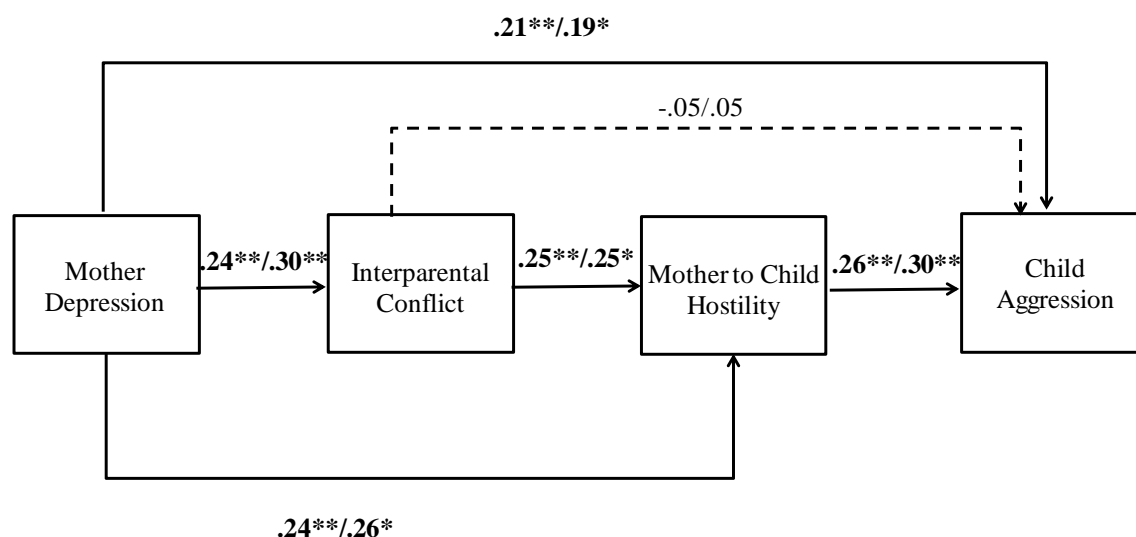 .21**/.19*
-.05/.05
Mother
Depression
.24**/.30**
Interparental
Conflict
.25**/.25*
Mother to Child
Hostility
.26**/.30**
Child
Aggression
.24**/.26*